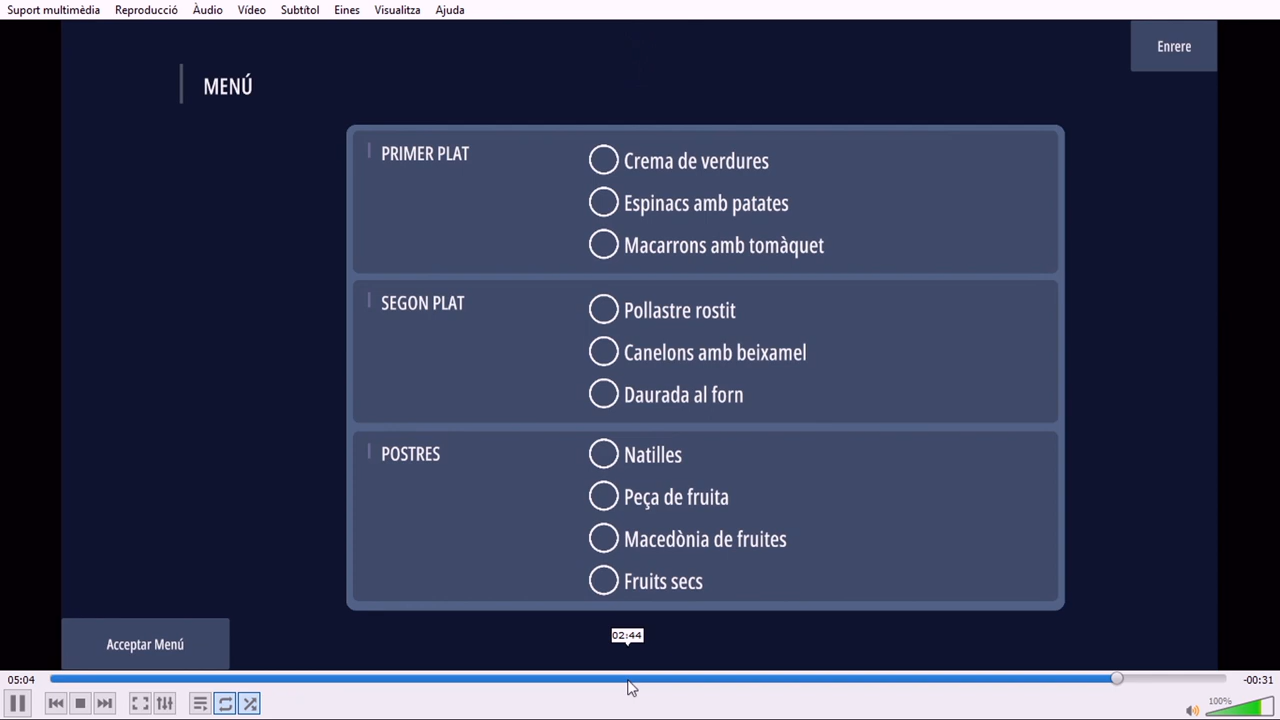 Suport multimèdia Reproducció Àudio Vídeo Subtítol Eines Visualitza Ajuda
Enrere
MENÚ
PRIMER PLAT
Crema de verdures
Espinacs amb patates
Macarrons amb tomàquet
SEGON PLAT
Pollastre rostit
Canelons amb beixamel
Daurada al forn
POSTRES
Natilles
Peça de fruita
Macedònia de fruites
Fruits secs
Acceptar Menú
02:44
05:04
-00:31
100%